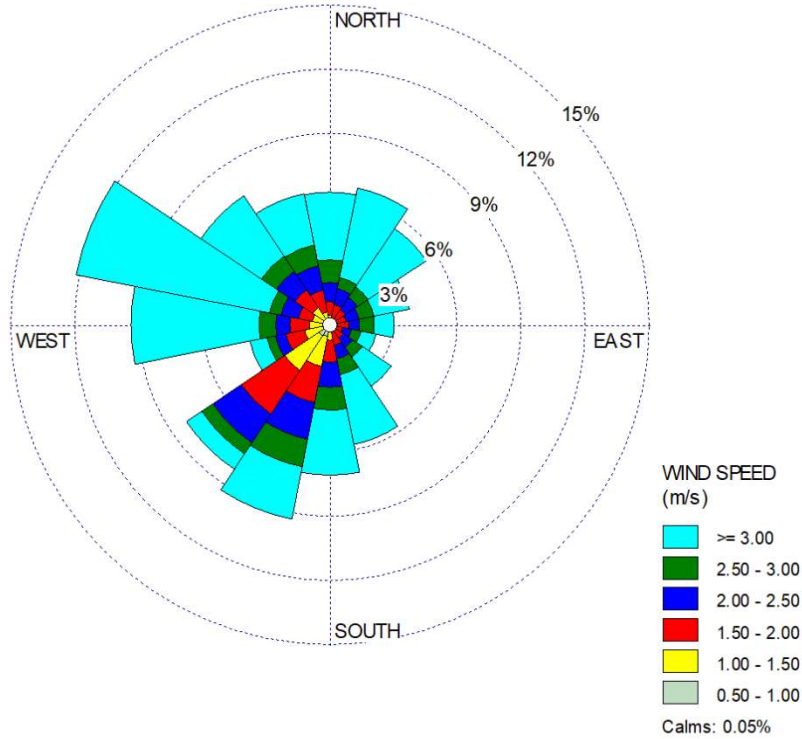 NORTH
15%
12%
9%
6%
3%
WEST
EAST
WIND SPEED
(m/s)
>= 3.00
2.50 - 3.00
2.00 - 2.50
1.50 - 2.00
1.00 - 1.50
0.50 - 1.00
SOUTH
Calms: 0.05%